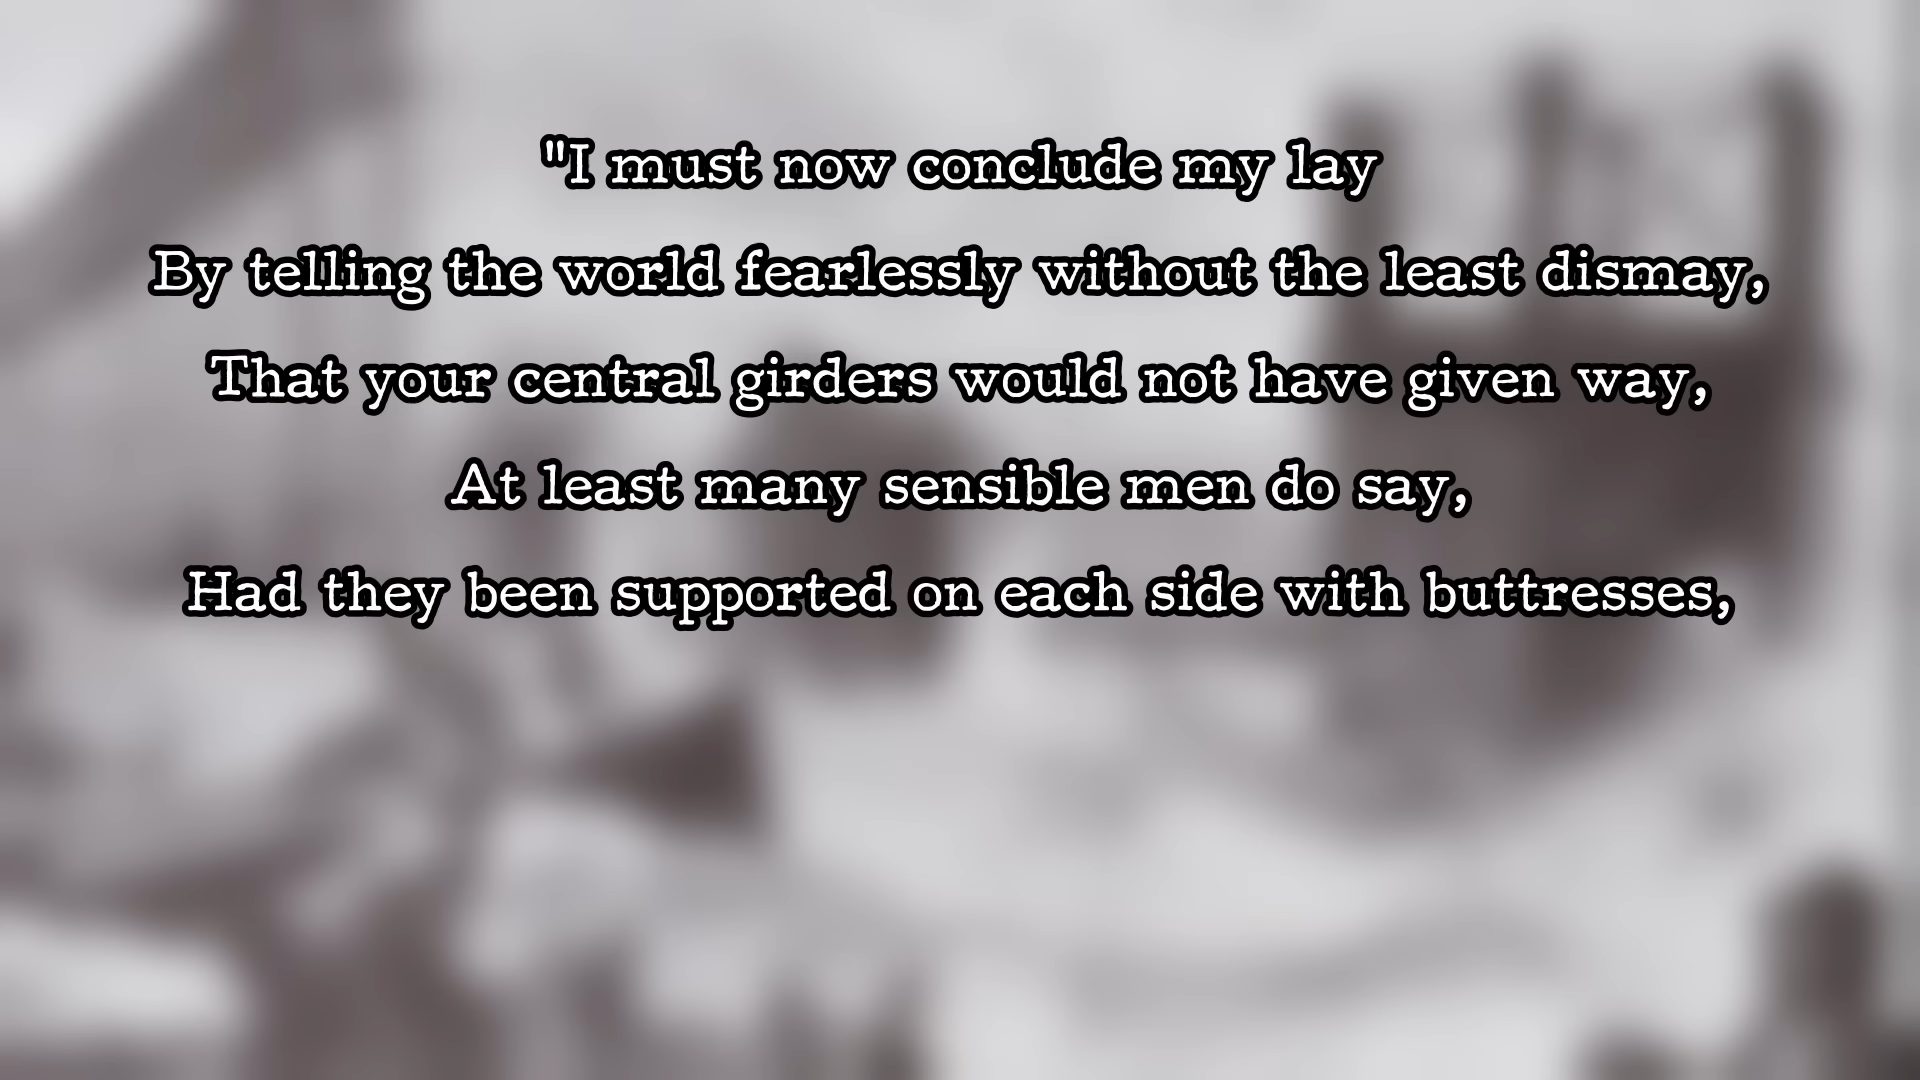 "I must now conclude my lay
By telling the world fearlessly without the least dismay,
That your central girders would not have given way,
At least many sensible men do say,
Had they been supported on each side with buttresses,